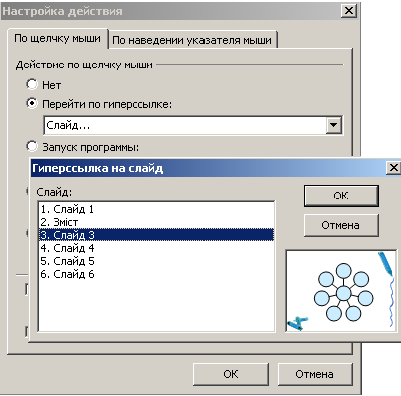 Настройка действия
По щелчку мыши
По наведении указателя мыши
Действие по щелчку мыши
Нет
Перейти по гиперссылке:
Слайд...
Запуск программы:
Гиперссылка на слайд
Слайд:
1. Слайд 1
2. Зміст
3. Слайд 3
4. Слайд 4
5. Слайд 5
6. Слайд 6
ОК
Отмена
ОК
Отмена